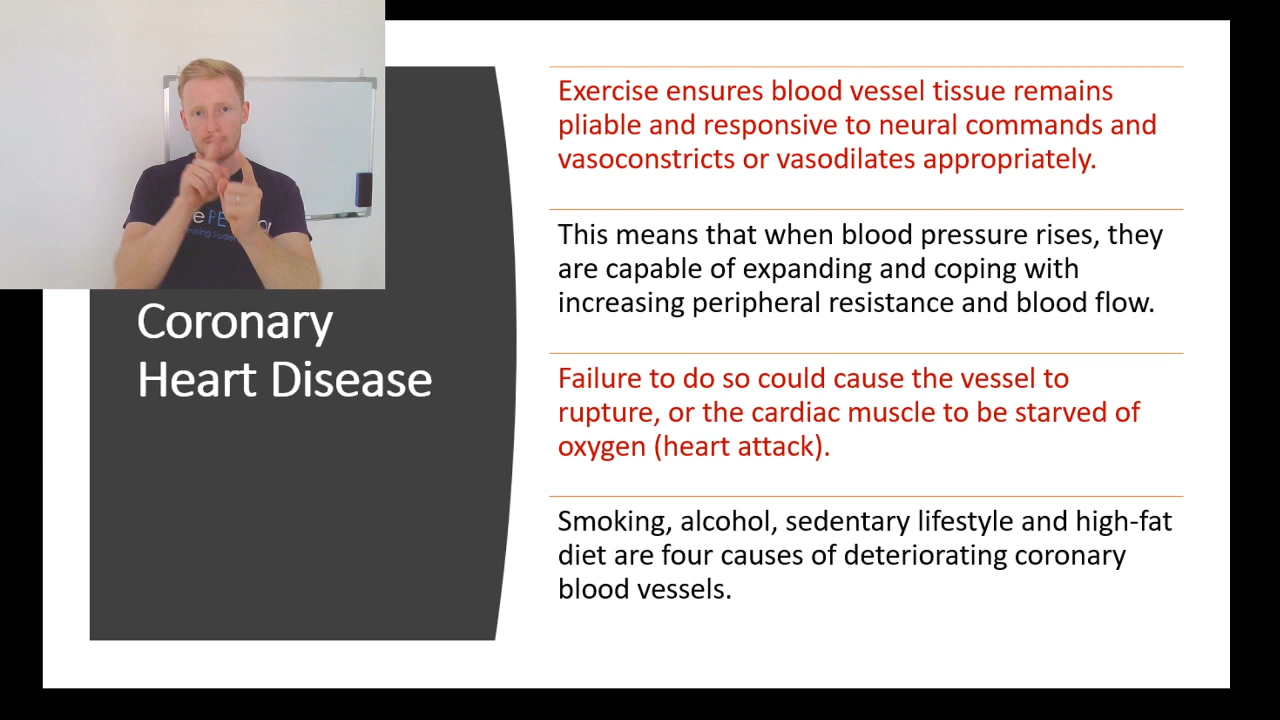 Exercise ensures blood vessel tissue remains
pliable and responsive to neural commands and
vasoconstricts or vasodilates appropriately.
This means that when blood pressure rises, they
are capable of expanding and coping with
increasing peripheral resistance and blood flow.
Coronary
Heart Disease
Failure to do so could cause the vessel to
rupture, or the cardiac muscle to be starved of
oxygen (heart attack).
Smoking, alcohol, sedentary lifestyle and high-fat
diet are four causes of deteriorating coronary
blood vessels.